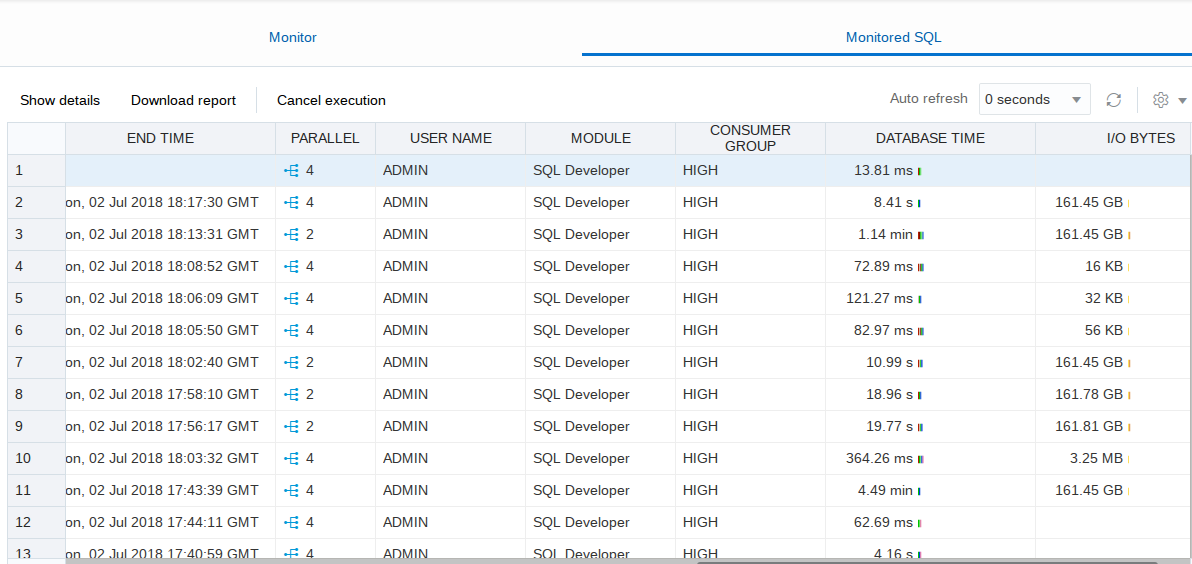 Monitor Monitored SQL
Show details Download report Cancel execution Auto refresh 0 seconds
END TIME PARALLEL USER NAME MODULE CONSUMER GROUP DATABASE TIME I/O BYTES
1 4 ADMIN SQL Developer HIGH 13.81 ms
2 on, 02 Jul 2018 18:17:30 GMT 4 ADMIN SQL Developer HIGH 8.41 s 161.45 GB
3 on, 02 Jul 2018 18:13:31 GMT 2 ADMIN SQL Developer HIGH 1.14 min 161.45 GB
4 on, 02 Jul 2018 18:08:52 GMT 4 ADMIN SQL Developer HIGH 72.89 ms 16 KB
5 on, 02 Jul 2018 18:06:09 GMT 4 ADMIN SQL Developer HIGH 121.27 ms 32 KB
6 on, 02 Jul 2018 18:05:50 GMT 4 ADMIN SQL Developer HIGH 82.97 ms 56 KB
7 on, 02 Jul 2018 18:02:40 GMT 2 ADMIN SQL Developer HIGH 10.99 s 161.45 GB
8 on, 02 Jul 2018 17:58:10 GMT 2 ADMIN SQL Developer HIGH 18.96 s 161.78 GB
9 on, 02 Jul 2018 17:56:17 GMT 2 ADMIN SQL Developer HIGH 19.77 s 161.81 GB
10 on, 02 Jul 2018 18:03:32 GMT 4 ADMIN SQL Developer HIGH 364.26 ms 3.25 MB
11 on, 02 Jul 2018 17:43:39 GMT 4 ADMIN SQL Developer HIGH 4.49 min 161.45 GB
12 on, 02 Jul 2018 17:44:11 GMT 4 ADMIN SQL Developer HIGH 62.69 ms
13 on, 02 Jul 2018 17:40:59 GMT 4 ADMIN SQL Developer HIGH 4.16 s